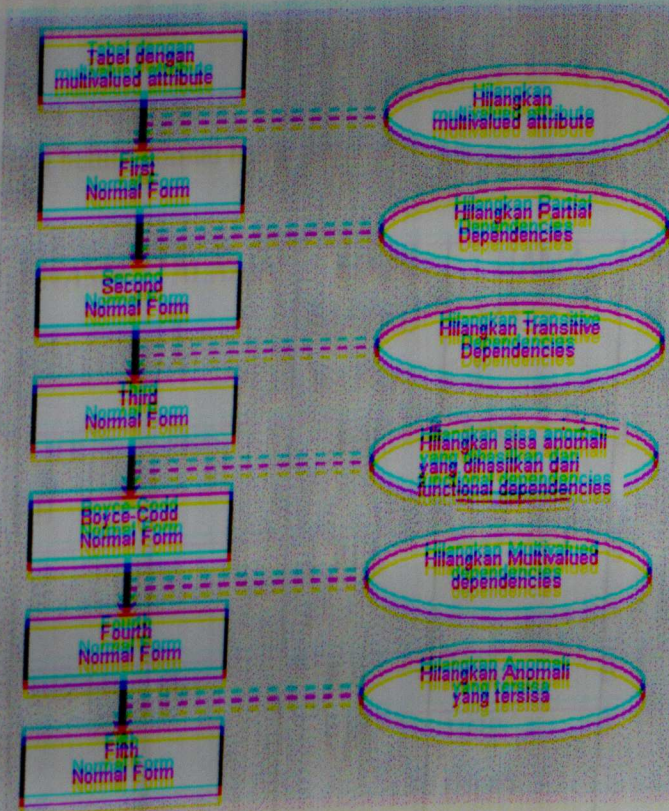 Tabel dengan
multivalued attribute
Hilangkan
multivalued attribute
First
Normal Form
Hilangkan Partial
Dependencies
Second
Normal Form
Hilangkan Transitive
Dependencies
Third
Normal Form
Hilangkan sisa anomali
yang dihasilkan dari
functional dependencies
Boyce-Codd
Normal Form
Hilangkan Multivalued
dependencies
Fourth
Normal Form
Hilangkan Anomali
yang tersisa
Fifth
Normal Form